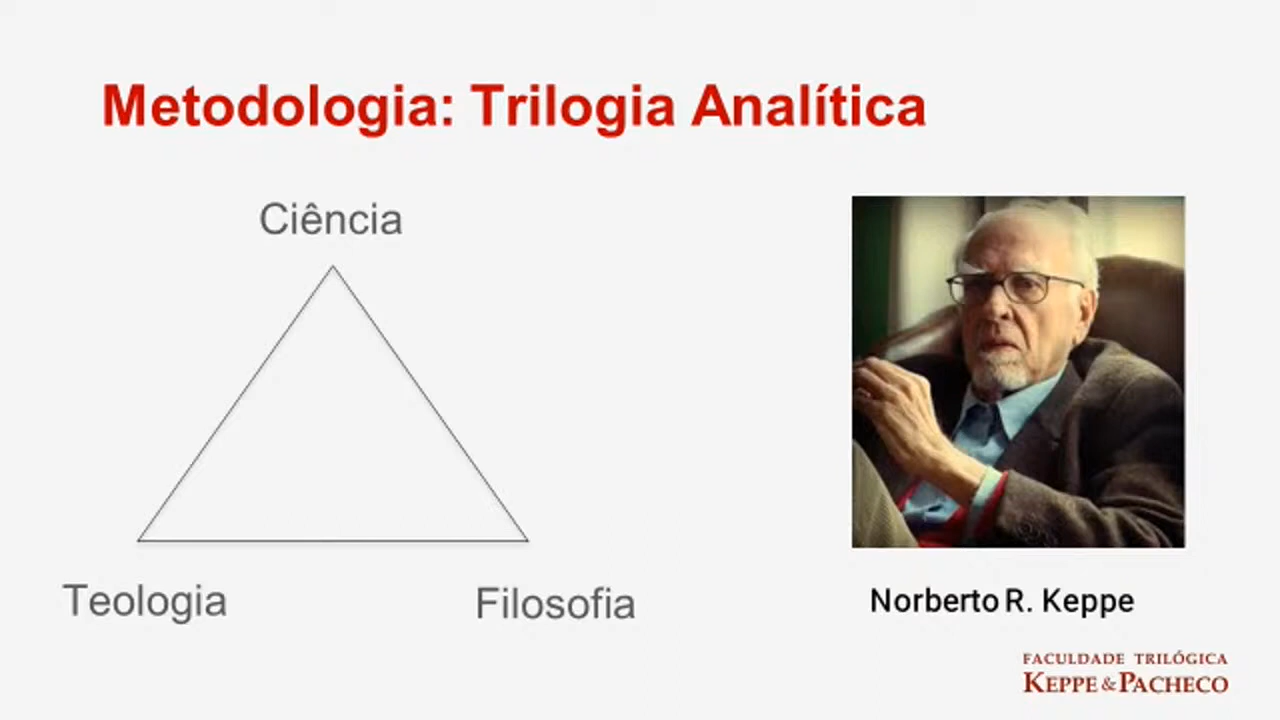 Metodologia: Trilogia Analítica
Ciência
Teologia
Filosofia
Norberto R. Keppe
FACULDADE TRILÓGICA
KEPPE & PACHECO